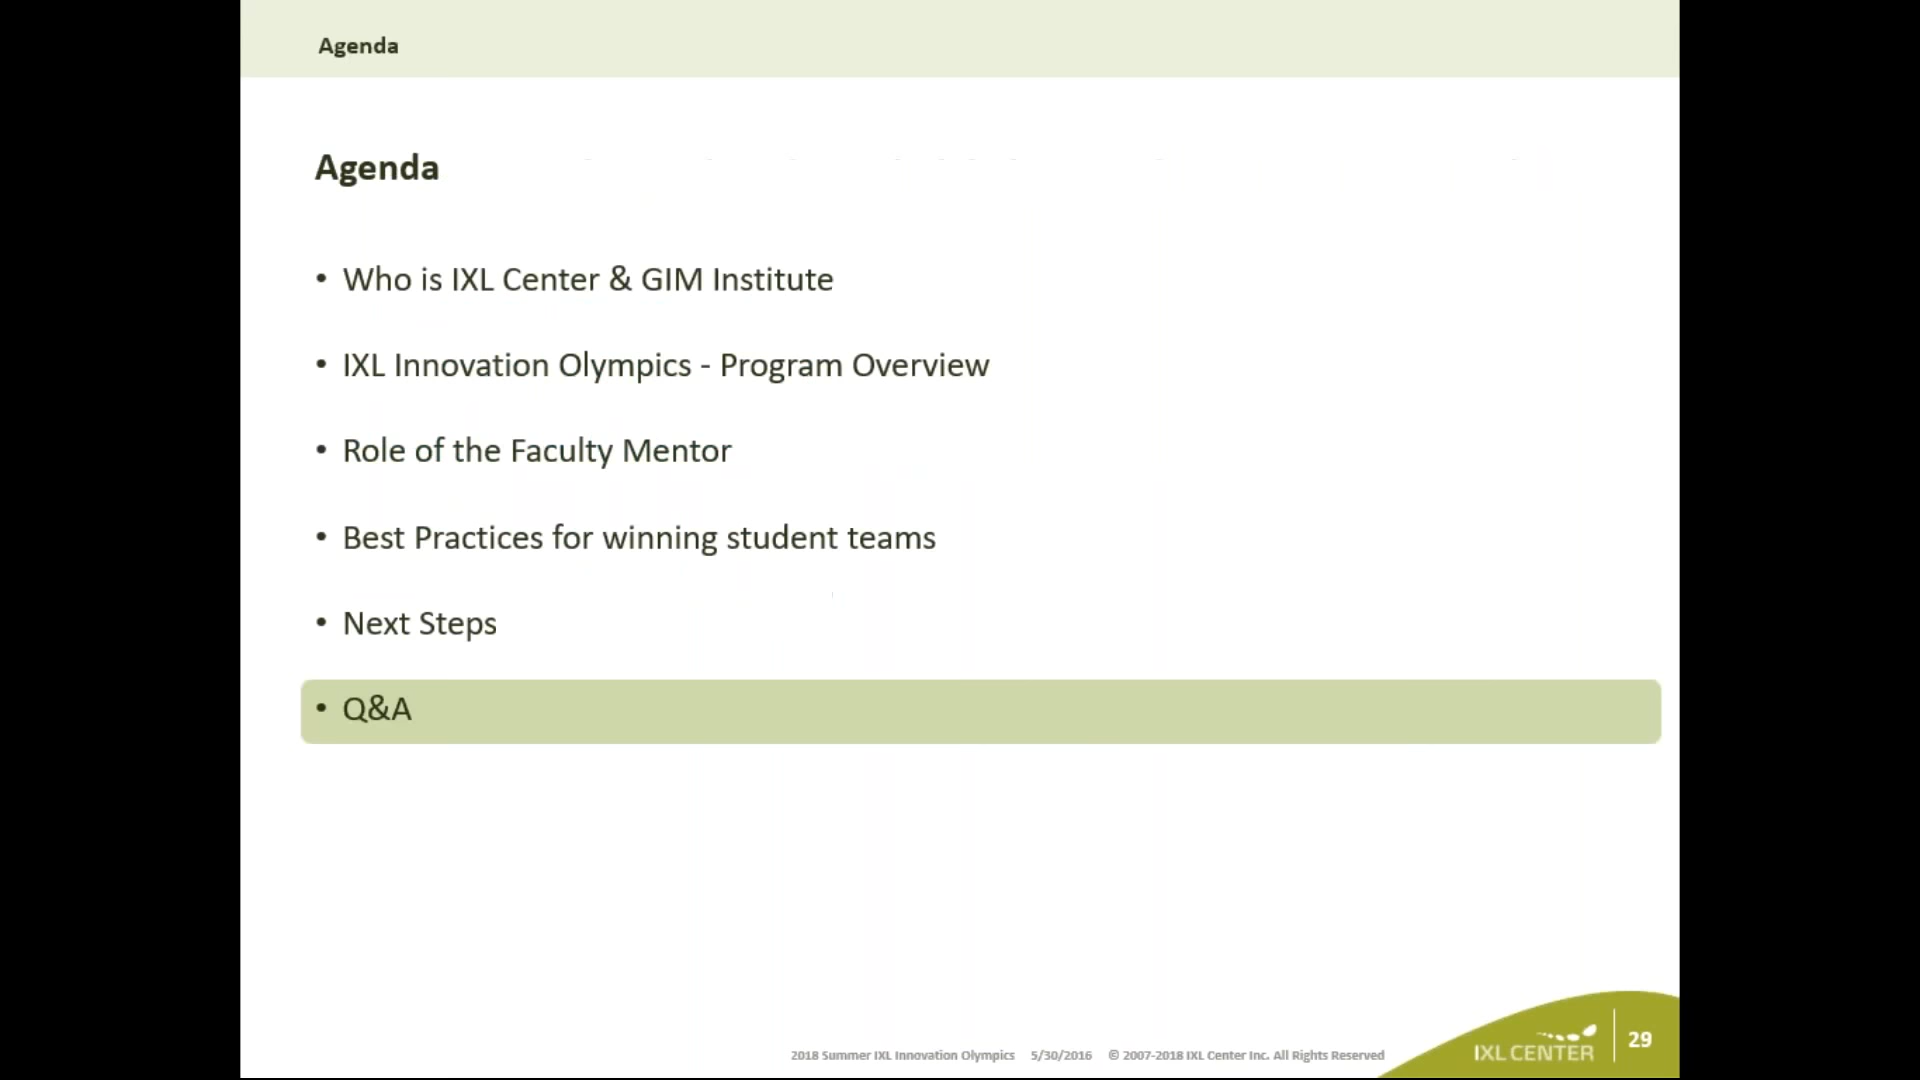 Agenda
Agenda
• Who is IXL Center & GIM Institute
• IXL Innovation Olympics - Program Overview
• Role of the Faculty Mentor
• Best Practices for winning student teams
• Next Steps
• Q&A
2018 Summer IXL Innovation Olympics 5/30/2016 © 2007-2018 IXL Center Inc. All Rights Reserved
IXL CENTER 29